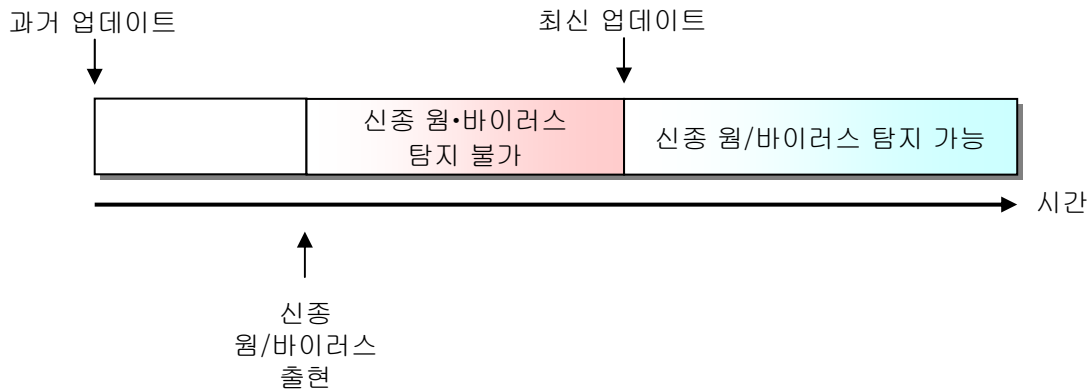 과거 업데이트
최신 업데이트
신종 웜•바이러스
탐지 불가
신종 웜/바이러스 탐지 가능
시간
신종
웜/바이러스
출현